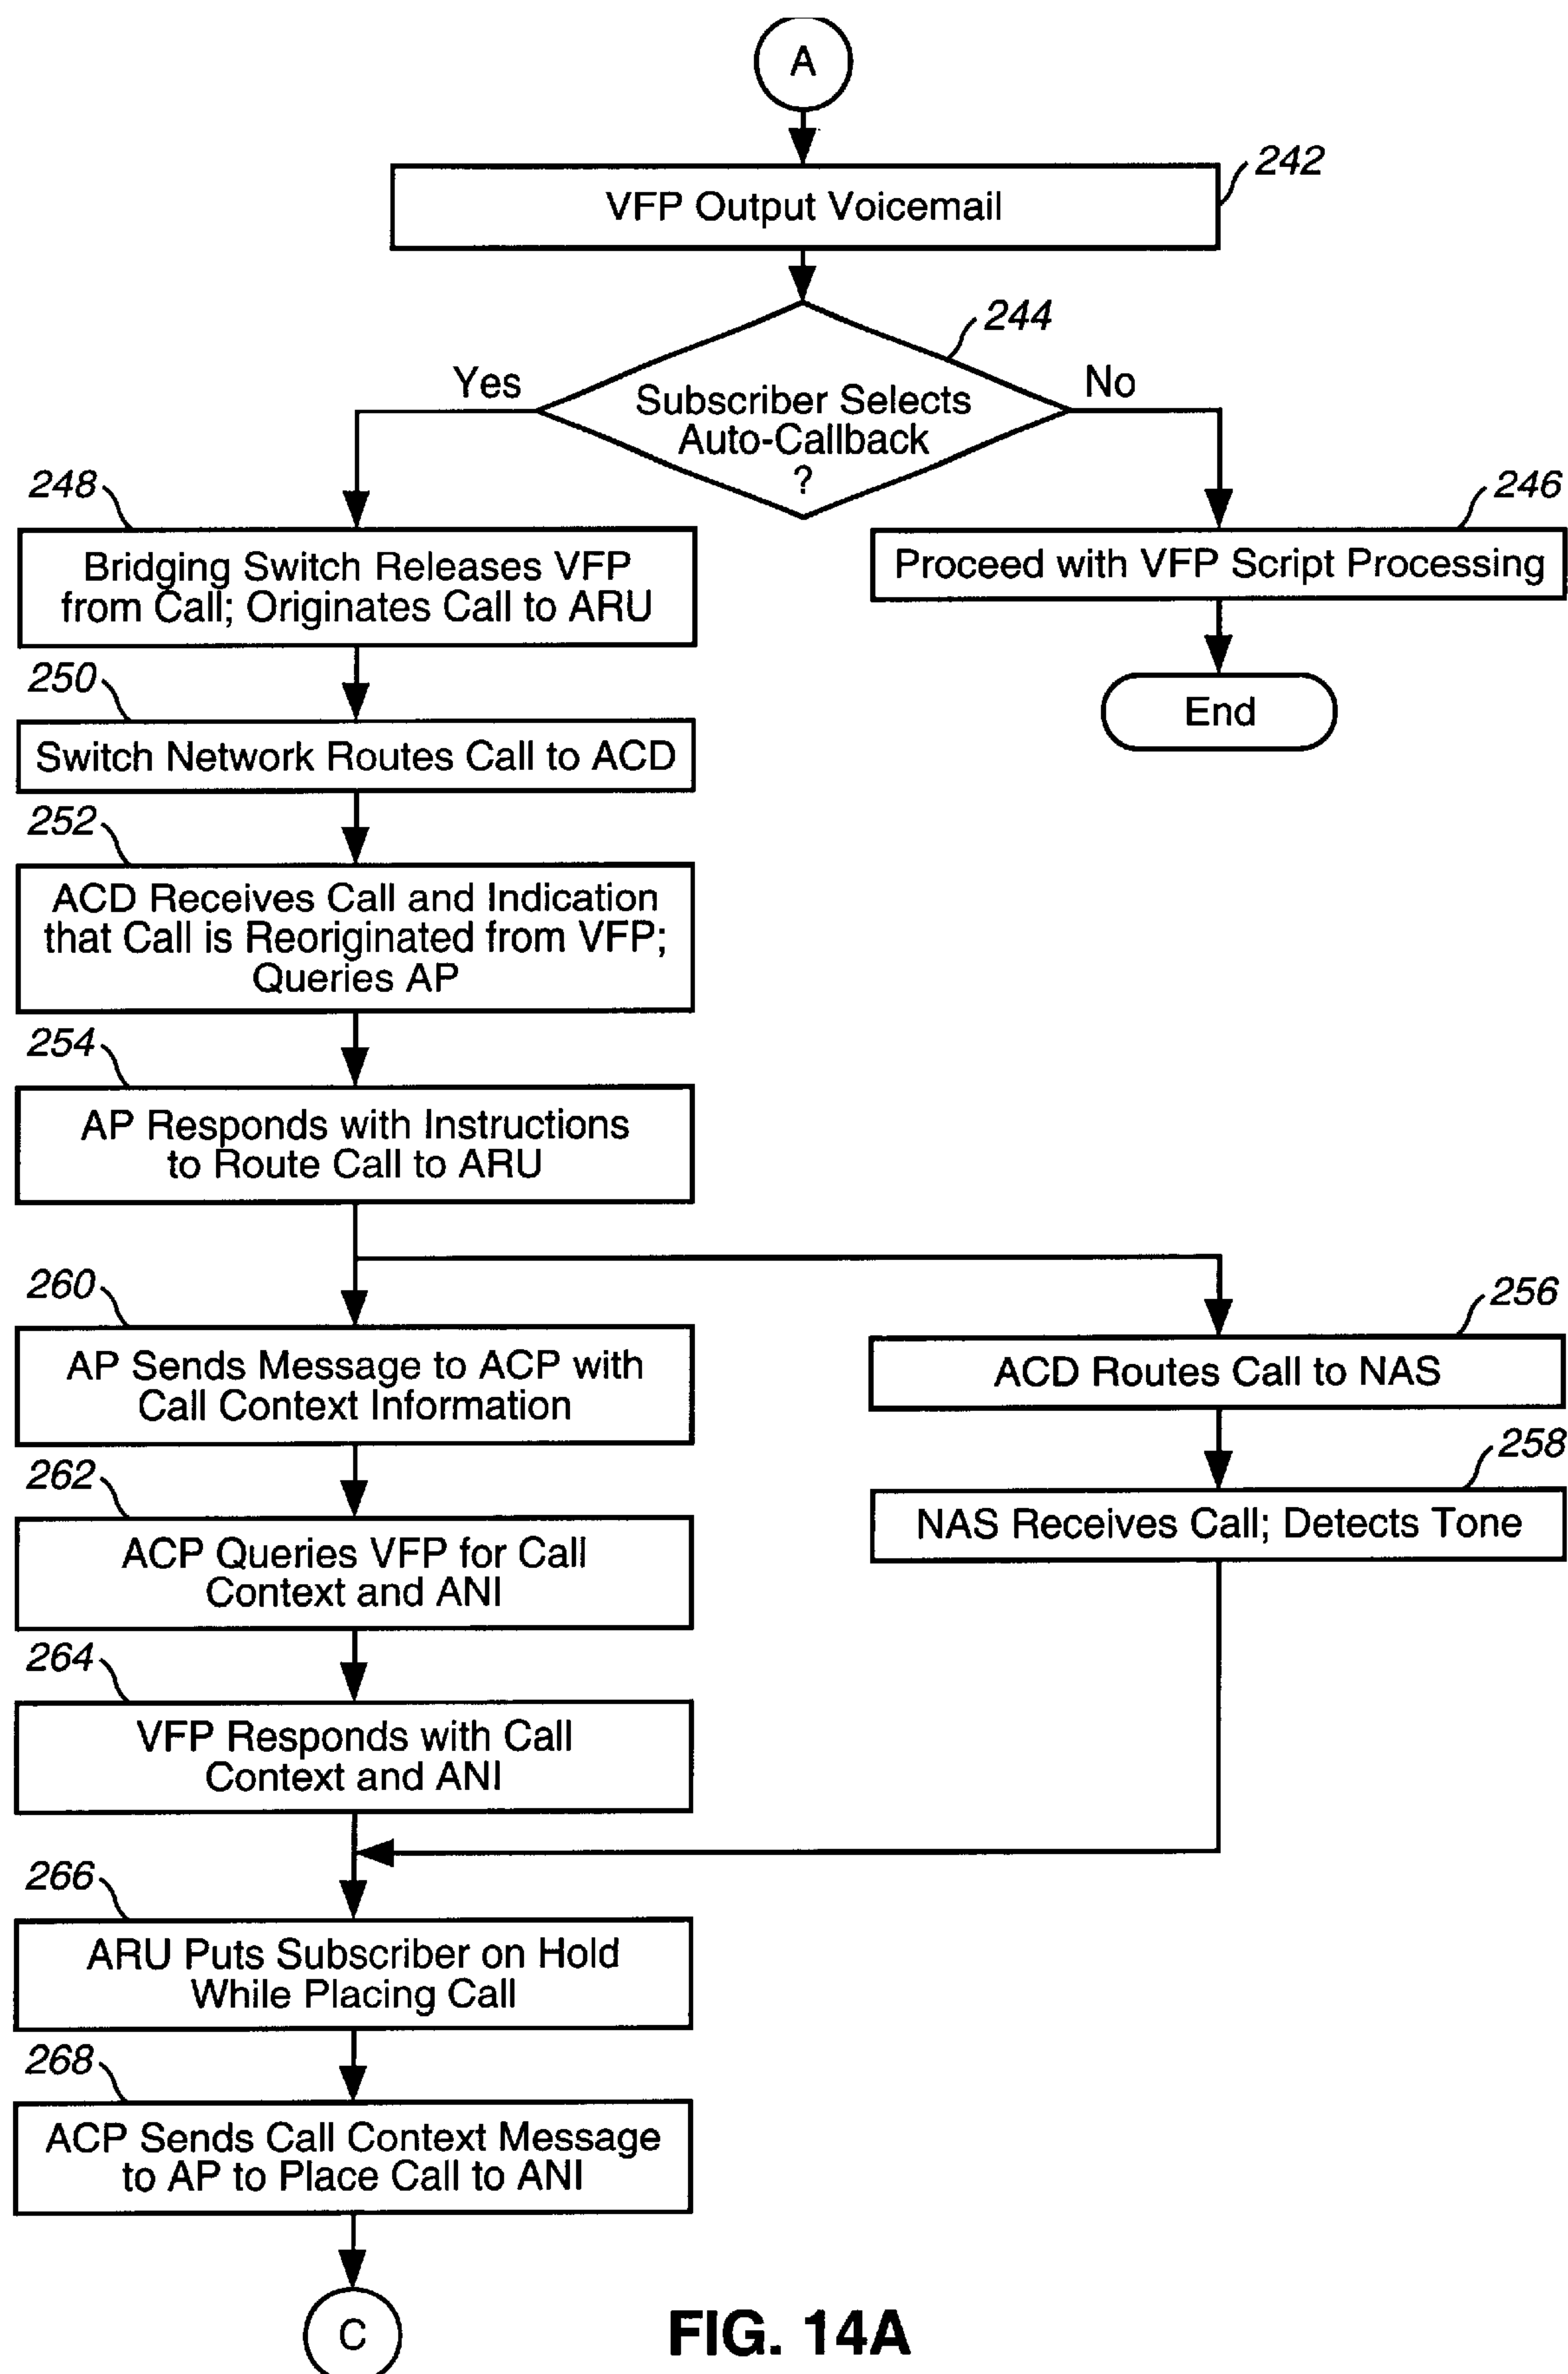 A
242
VFP Output Voicemail
244
Yes
No
Subscriber Selects
Auto-Callback
?
248
Bridging Switch Releases VFP
from Call; Originates Call to ARU
246
Proceed with VFP Script Processing
End
250
Switch Network Routes Call to ACD
252
ACD Receives Call and Indication
that Call is Reoriginated from VFP;
Queries AP
254
AP Responds with Instructions
to Route Call to ARU
260
AP Sends Message to ACP with
Call Context Information
256
ACD Routes Call to NAS
258
NAS Receives Call; Detects Tone
262
ACP Queries VFP for Call
Context and ANI
264
VFP Responds with Call
Context and ANI
266
ARU Puts Subscriber on Hold
While Placing Call
268
ACP Sends Call Context Message
to AP to Place Call to ANI
C
FIG. 14A